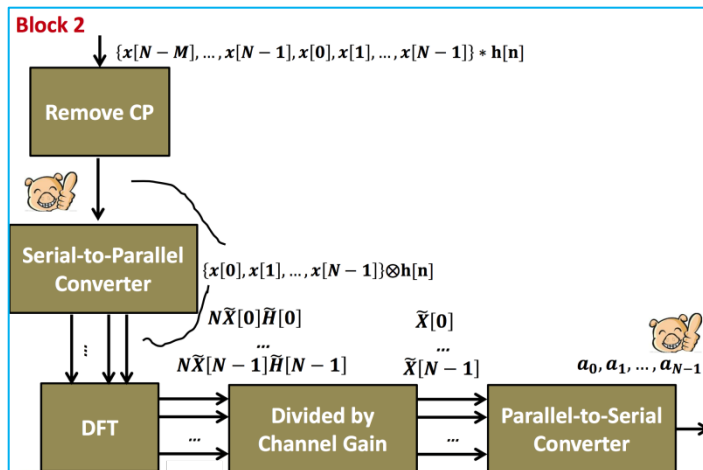 Block 2
{x[N − M], …, x[N − 1], x[0], x[1], …, x[N − 1]} ∗ h[n]
Remove CP
Serial-to-Parallel
Converter
{x[0], x[1], …, x[N − 1]}⊗h[n]
...
NX̃[0]H̃[0]
…
NX̃[N − 1]H̃[N − 1]
X̃[0]
…
X̃[N − 1]
a₀, a₁, …, a_{N−1}
DFT
...
Divided by
Channel Gain
...
Parallel-to-Serial
Converter